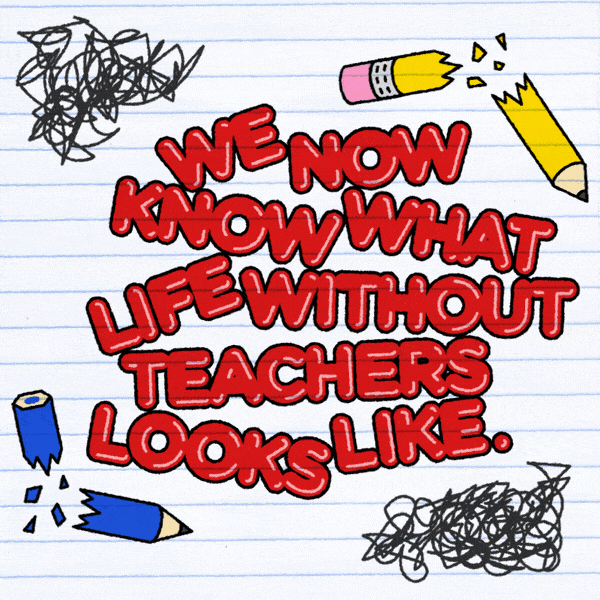 WE NOW
KNOW WHAT
LIFE WITHOUT
TEACHERS
LOOKS LIKE.